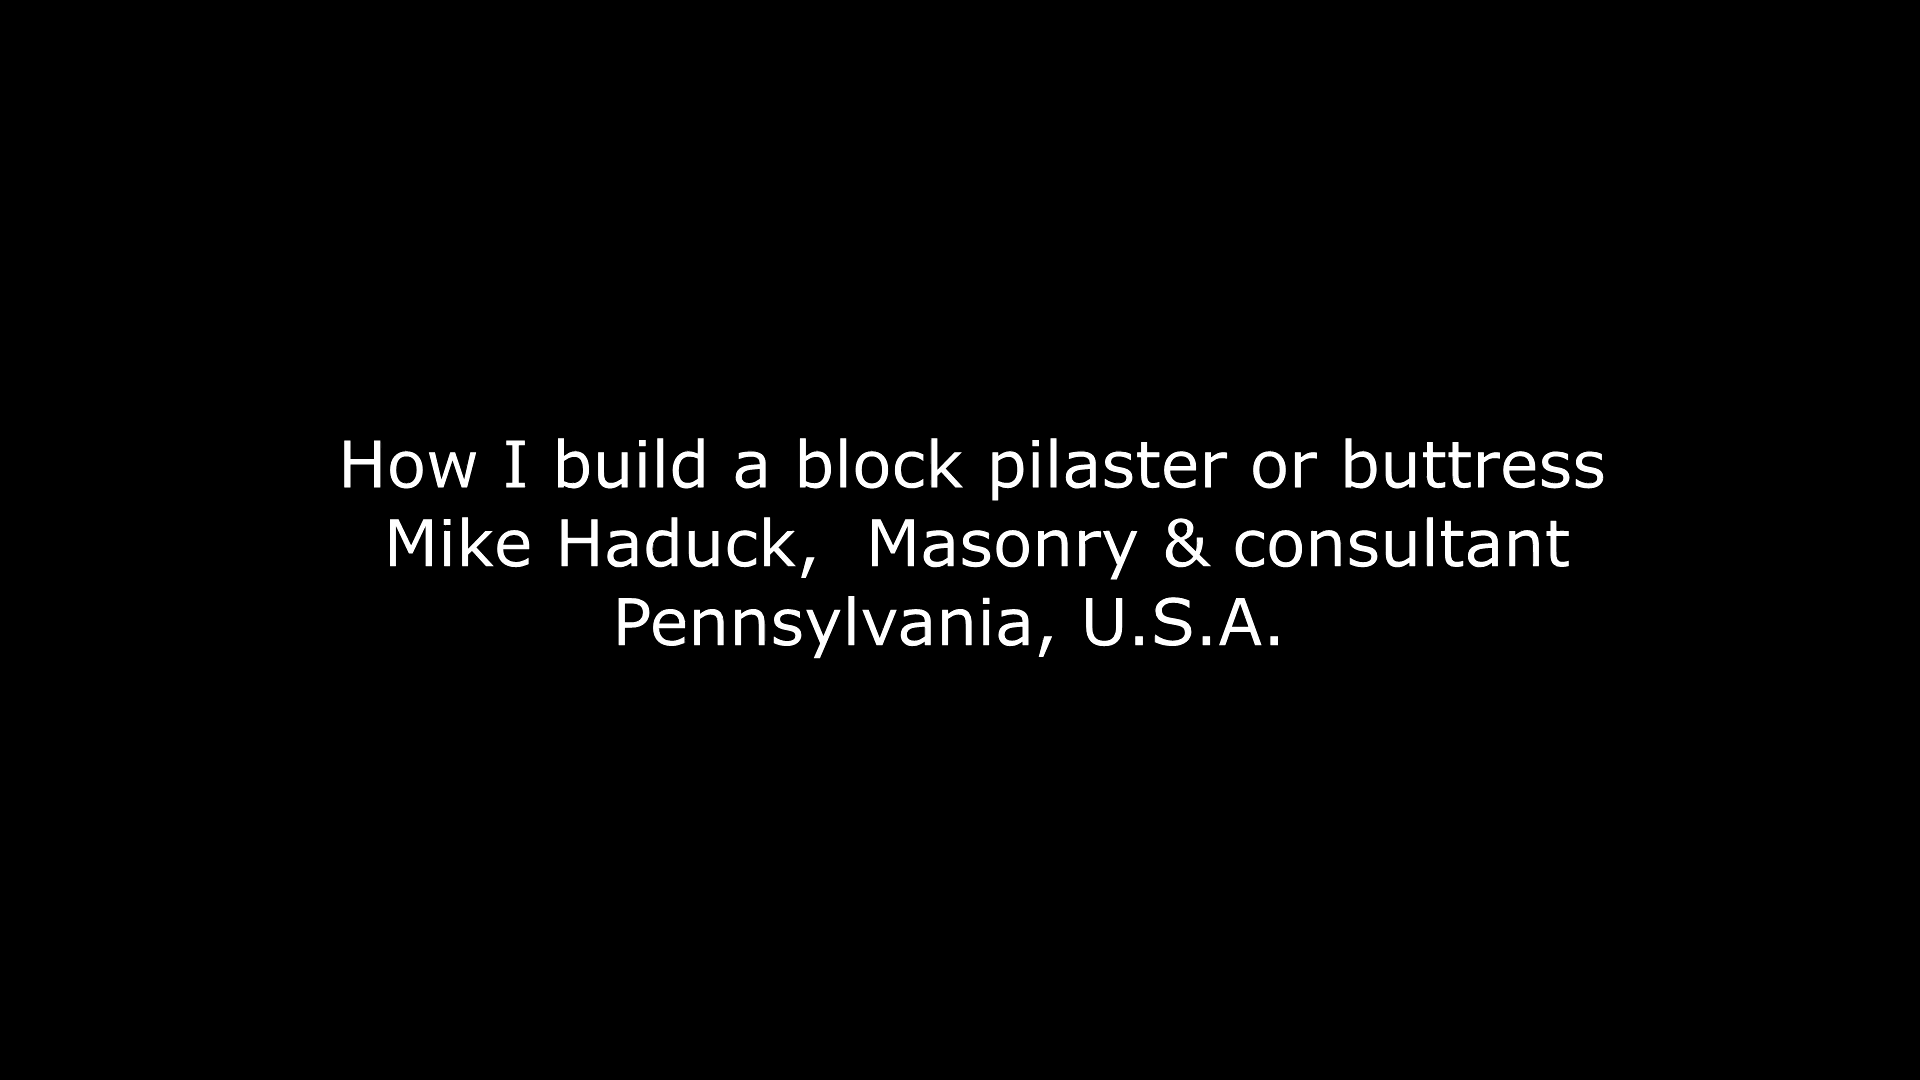 How I build a block pilaster or buttress
Mike Haduck,  Masonry & consultant
Pennsylvania, U.S.A.